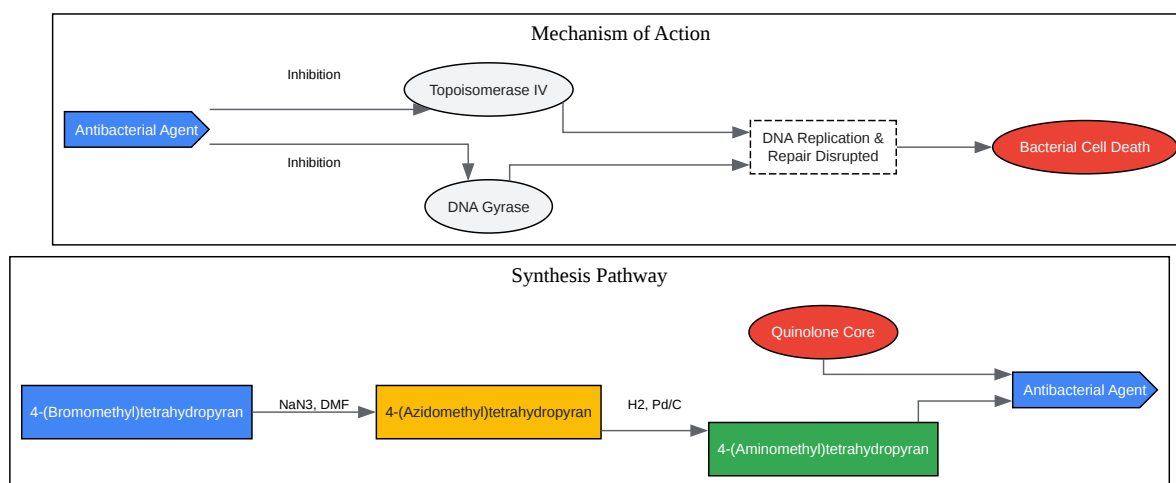 Mechanism of Action
Inhibition
Topoisomerase IV
Antibacterial Agent
DNA Replication &
Repair Disrupted
Bacterial Cell Death
Inhibition
DNA Gyrase
Synthesis Pathway
Quinolone Core
Antibacterial Agent
4-(Bromomethyl)tetrahydropyran
NaN3, DMF
4-(Azidomethyl)tetrahydropyran
H2, Pd/C
4-(Aminomethyl)tetrahydropyran